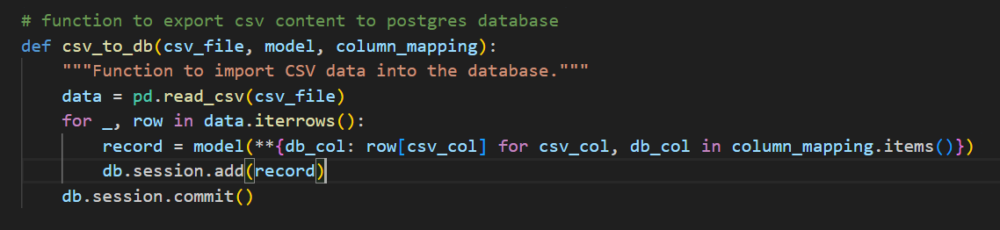 # function to export csv content to postgres database
def csv_to_db(csv_file, model, column_mapping):
    """Function to import CSV data into the database."""
    data = pd.read_csv(csv_file)
    for _, row in data.iterrows():
        record = model(**{db_col: row[csv_col] for csv_col, db_col in column_mapping.items()})
        db.session.add(record)
    db.session.commit()